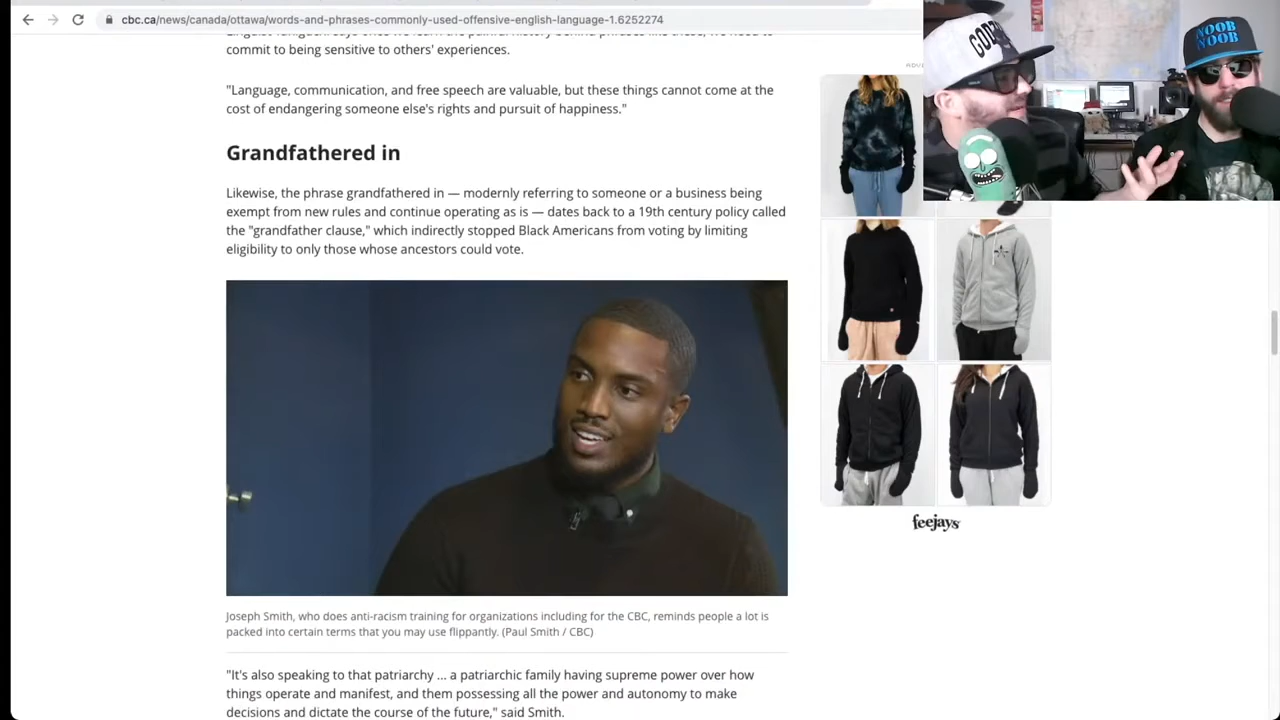 cbc.ca/news/canada/ottawa/words-and-phrases-commonly-used-offensive-english-language-1.6252274
commit to being sensitive to others' experiences.
"Language, communication, and free speech are valuable, but these things cannot come at the
cost of endangering someone else's rights and pursuit of happiness."
Grandfathered in
Likewise, the phrase grandfathered in — modernly referring to someone or a business being
exempt from new rules and continue operating as is — dates back to a 19th century policy called
the "grandfather clause," which indirectly stopped Black Americans from voting by limiting
eligibility to only those whose ancestors could vote.
Joseph Smith, who does anti-racism training for organizations including for the CBC, reminds people a lot is
packed into certain terms that you may use flippantly. (Paul Smith / CBC)
"It's also speaking to that patriarchy ... a patriarchic family having supreme power over how
things operate and manifest, and them possessing all the power and autonomy to make
decisions and dictate the course of the future," said Smith.
feejays
NOOB
NOOB